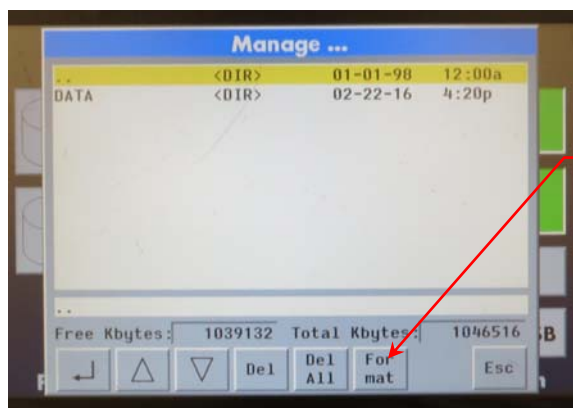 Manage ...
.. <DIR> 01-01-98 12:00a
DATA <DIR> 02-22-16 4:20p
..
Free Kbytes: 1039132 Total Kbytes: 1046516
Del Del All For mat Esc